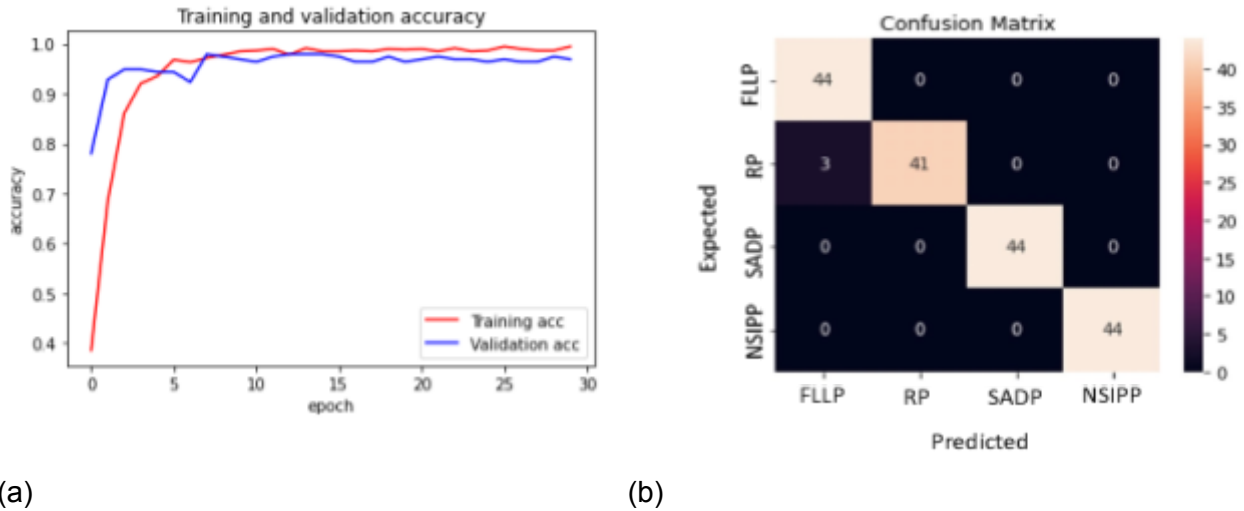 Training and validation accuracy
1.0
0.9
0.8
0.7
0.6
0.5
0.4
accuracy
Training acc
Validation acc
0 5 10 15 20 25 30
epoch
(a)
Confusion Matrix
Expected
FLLP 44 0 0 0
RP 3 41 0 0
SADP 0 0 44 0
NSIPP 0 0 0 44
FLLP RP SADP NSIPP
Predicted
40
35
30
25
20
15
10
5
0
(b)